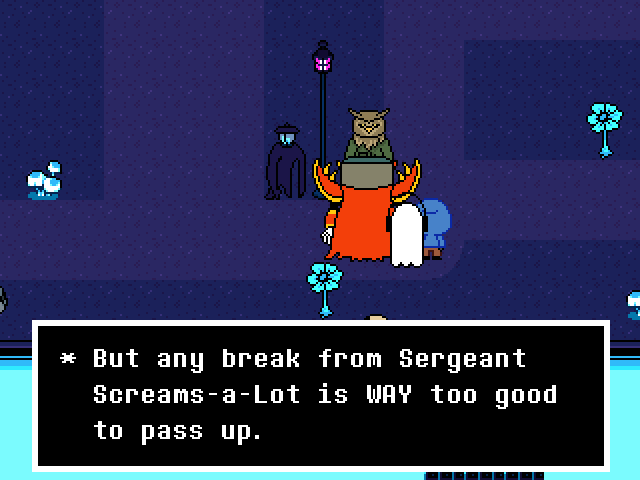 * But any break from Sergeant
Screams-a-Lot is WAY too good
to pass up.